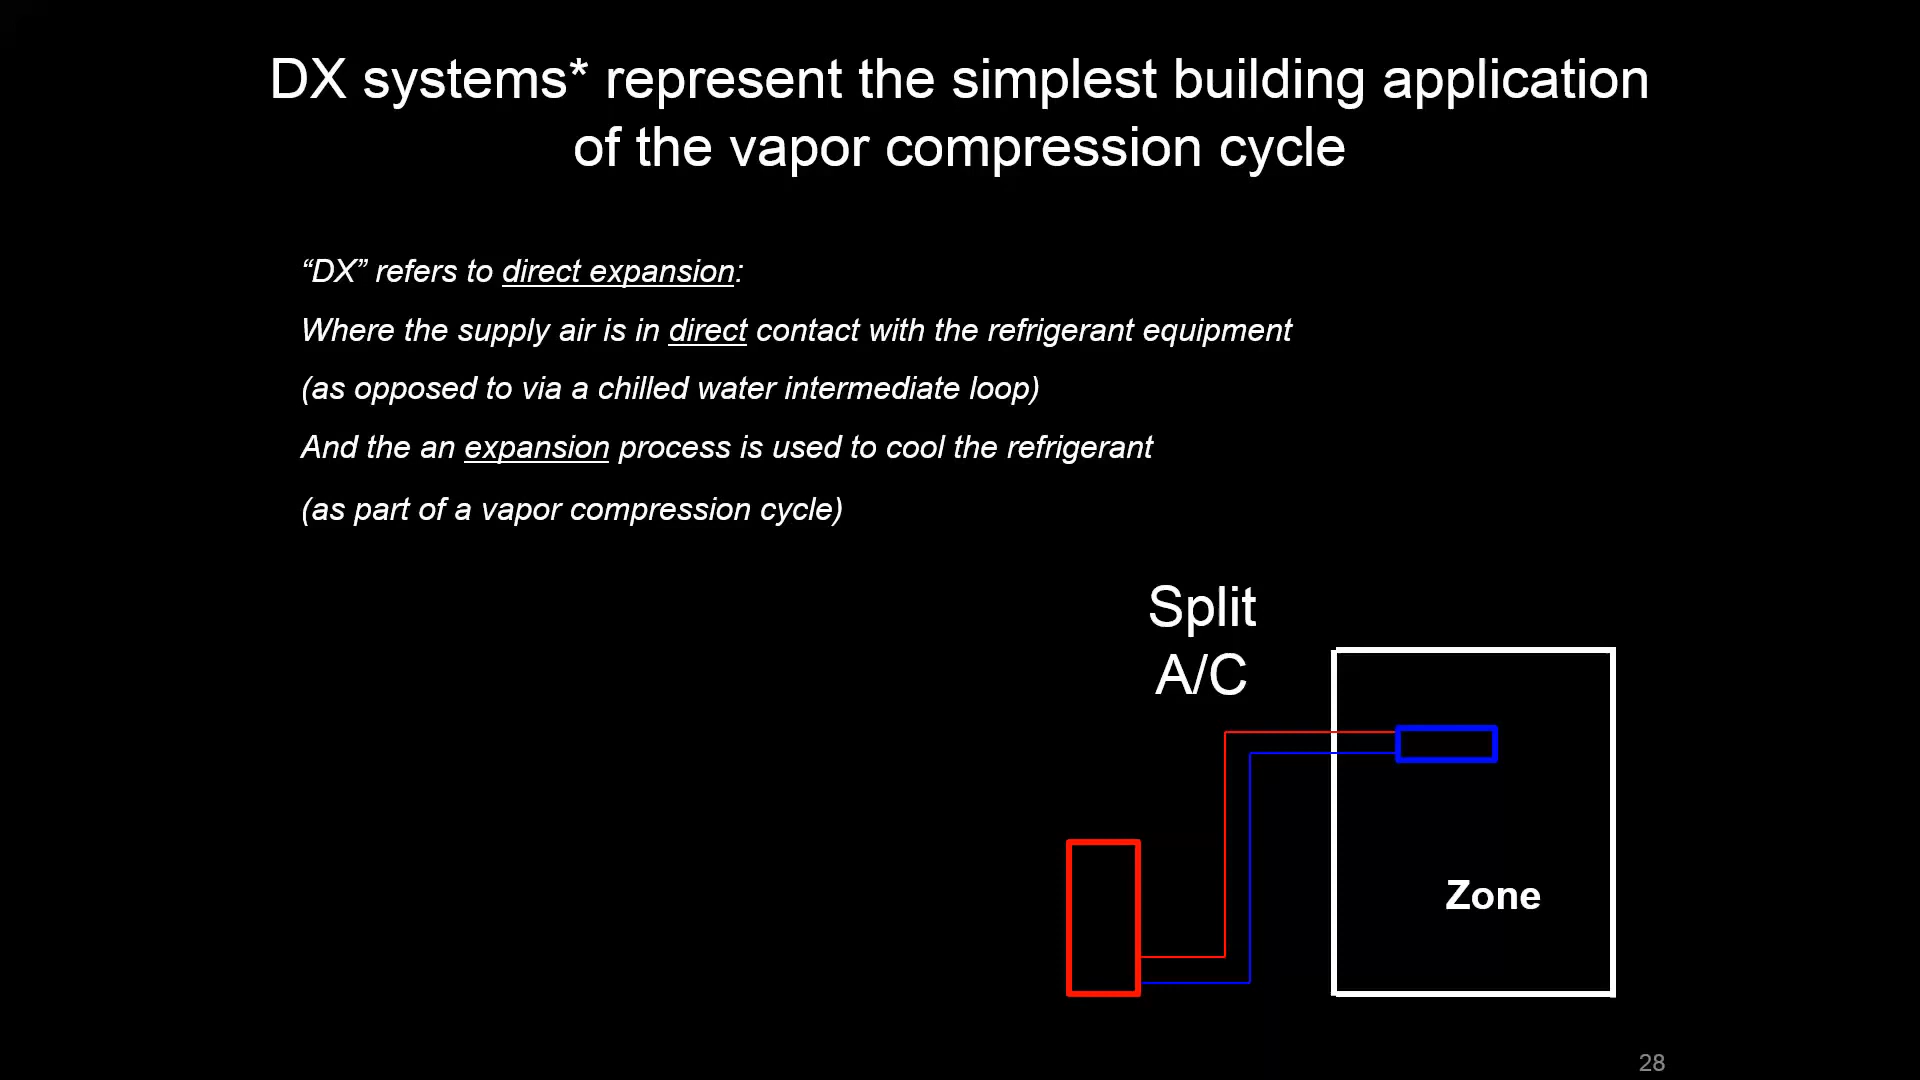 DX systems* represent the simplest building application
of the vapor compression cycle
“DX” refers to direct expansion:
Where the supply air is in direct contact with the refrigerant equipment
(as opposed to via a chilled water intermediate loop)
And the an expansion process is used to cool the refrigerant
(as part of a vapor compression cycle)
Split
A/C
Zone
28